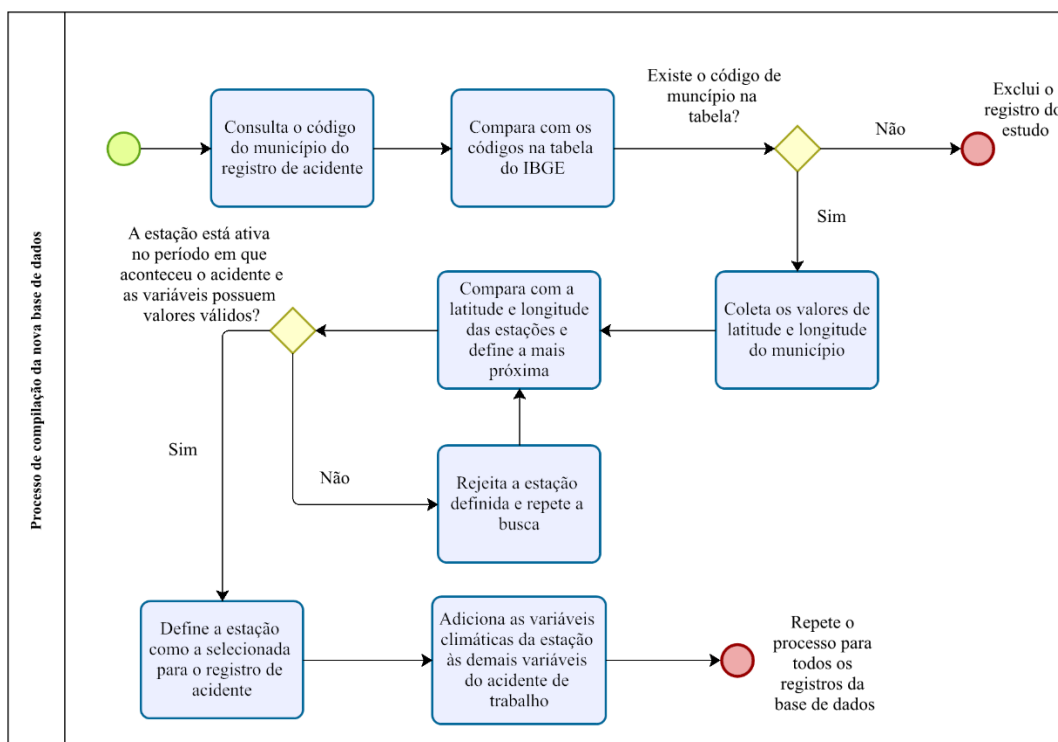 Processo de compilação da nova base de dados
Consulta o código
do município do
registro de acidente
Compara com os
códigos na tabela
do IBGE
Existe o código de
muncípio na
tabela?
Não
Exclui o
registro do
estudo
Sim
Coleta os valores de
latitude e longitude
do município
Compara com a
latitude e longitude
das estações e
define a mais
próxima
A estação está ativa
no período em que
aconteceu o acidente e
as variáveis possuem
valores válidos?
Não
Rejeita a estação
definida e repete a
busca
Sim
Define a estação
como a selecionada
para o registro de
acidente
Adiciona as variáveis
climáticas da estação
às demais variáveis
do acidente de
trabalho
Repete o
processo para
todos os
registros da
base de dados